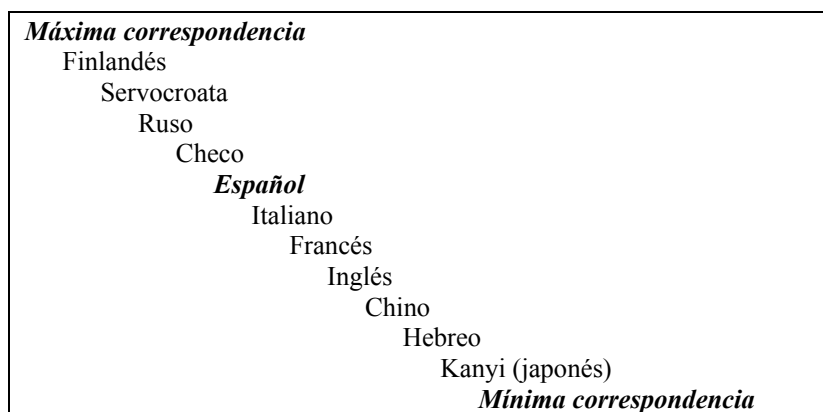 Máxima correspondencia
Finlandés
Servocroata
Ruso
Checo
Español
Italiano
Francés
Inglés
Chino
Hebreo
Kanyi (japonés)
Mínima correspondencia